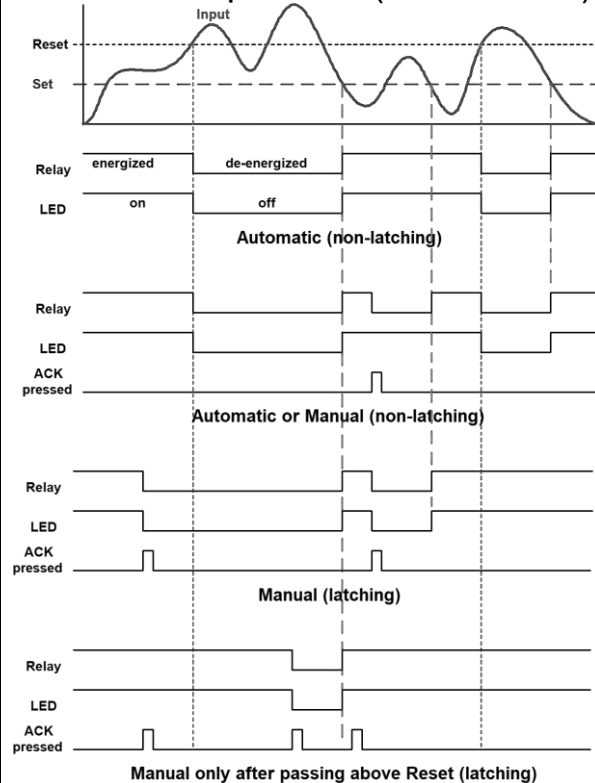 Input
Reset
Set
Relay energized de-energized
LED on off
Automatic (non-latching)
Relay
LED
ACK
pressed
Automatic or Manual (non-latching)
Relay
LED
ACK
pressed
Manual (latching)
Relay
LED
ACK
pressed
Manual only after passing above Reset (latching)